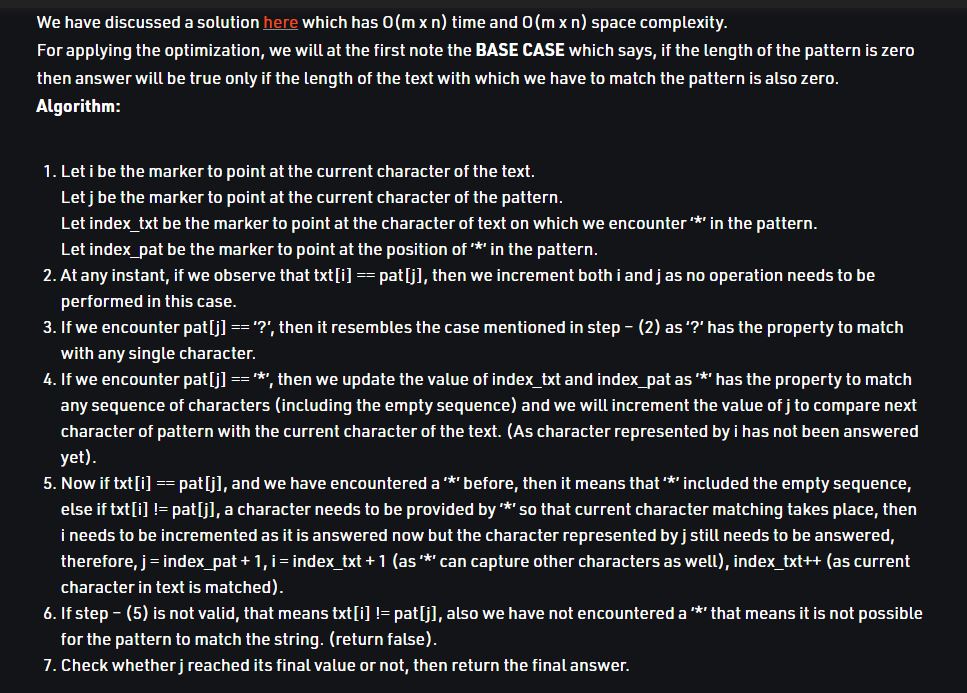 We have discussed a solution here which has O(m x n) time and O(m x n) space complexity.
For applying the optimization, we will at the first note the BASE CASE which says, if the length of the pattern is zero
then answer will be true only if the length of the text with which we have to match the pattern is also zero.
Algorithm:
1. Let i be the marker to point at the current character of the text.
Let j be the marker to point at the current character of the pattern.
Let index_txt be the marker to point at the character of text on which we encounter ‘*’ in the pattern.
Let index_pat be the marker to point at the position of ‘*’ in the pattern.
2. At any instant, if we observe that txt[i] == pat[j], then we increment both i and j as no operation needs to be
performed in this case.
3. If we encounter pat[j] == ‘?’, then it resembles the case mentioned in step – (2) as ‘?’ has the property to match
with any single character.
4. If we encounter pat[j] == ‘*’, then we update the value of index_txt and index_pat as ‘*’ has the property to match
any sequence of characters (including the empty sequence) and we will increment the value of j to compare next
character of pattern with the current character of the text. (As character represented by i has not been answered
yet).
5. Now if txt[i] == pat[j], and we have encountered a ‘*’ before, then it means that ‘*’ included the empty sequence,
else if txt[i] != pat[j], a character needs to be provided by ‘*’ so that current character matching takes place, then
i needs to be incremented as it is answered now but the character represented by j still needs to be answered,
therefore, j = index_pat + 1, i = index_txt + 1 (as ‘*’ can capture other characters as well), index_txt++ (as current
character in text is matched).
6. If step – (5) is not valid, that means txt[i] != pat[j], also we have not encountered a ‘*’ that means it is not possible
for the pattern to match the string. (return false).
7. Check whether j reached its final value or not, then return the final answer.